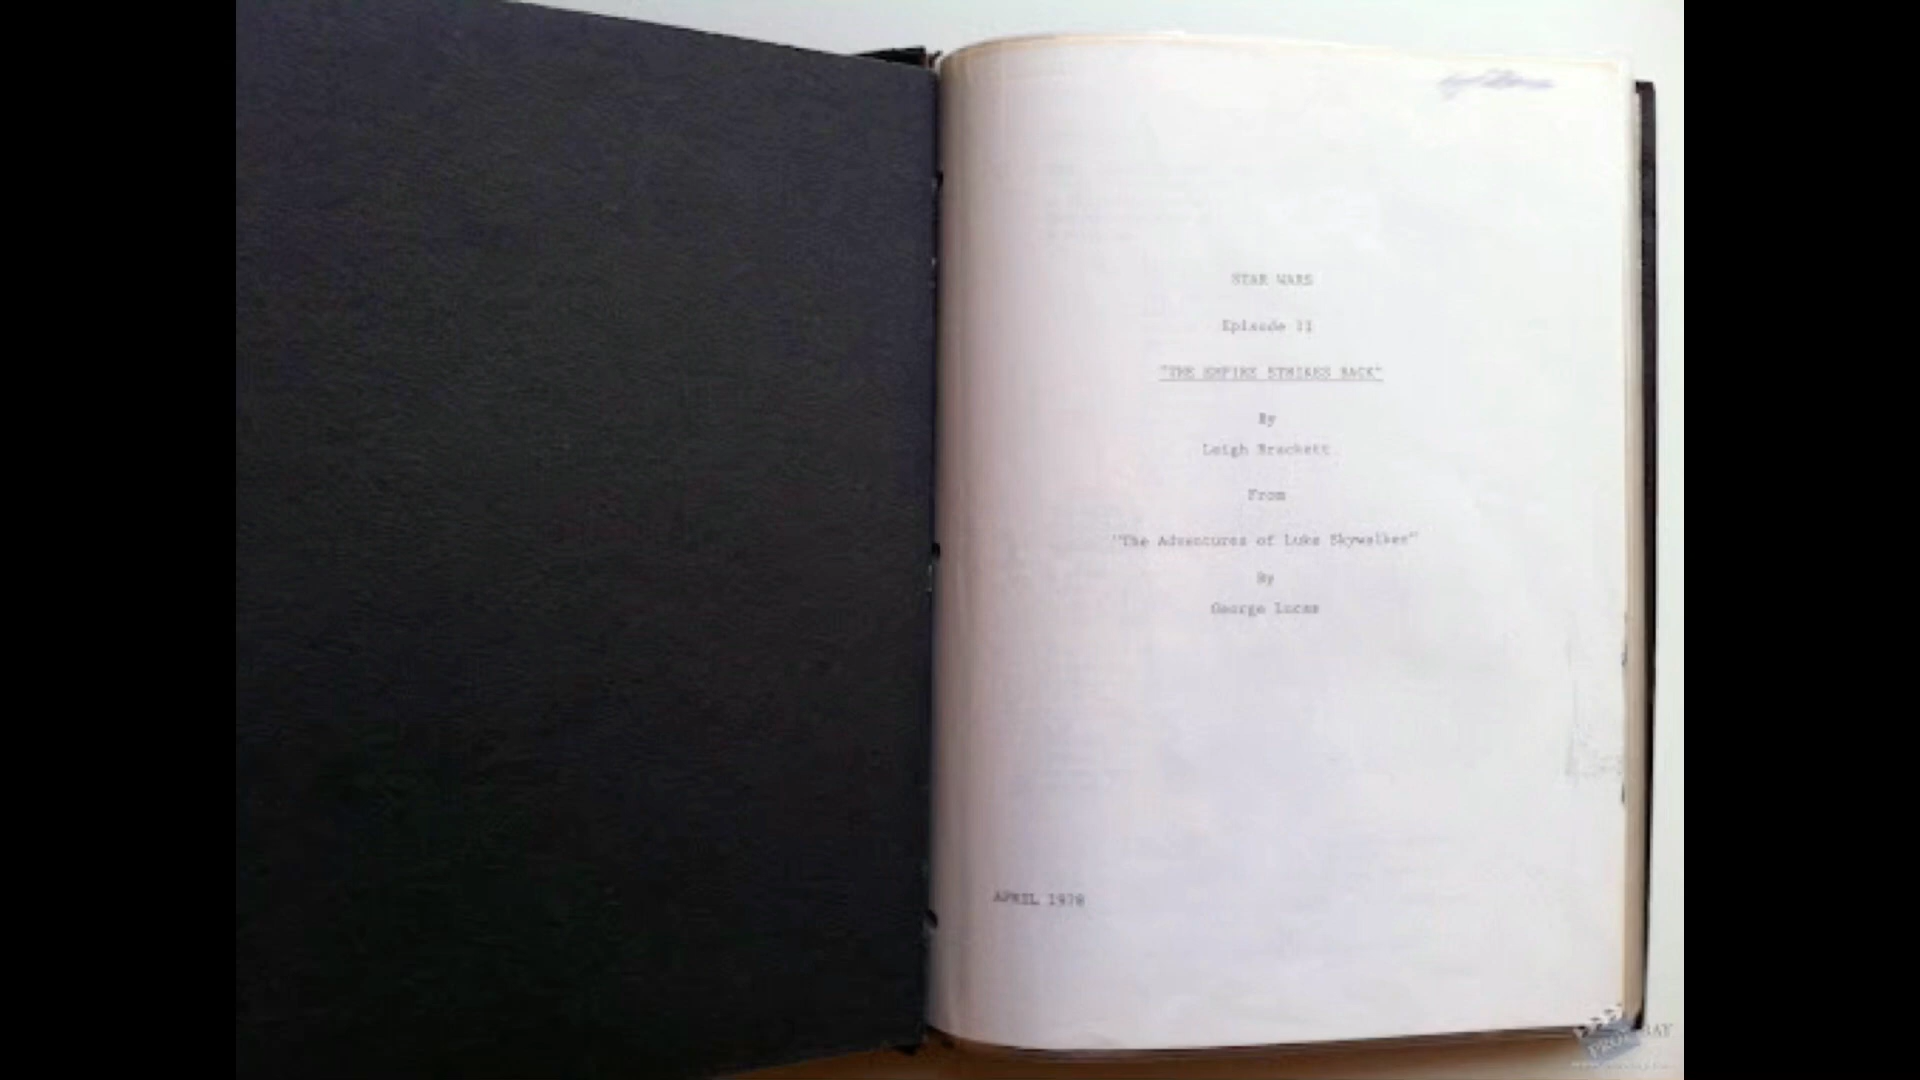 STAR WARS
Episode II
"THE EMPIRE STRIKES BACK"
By
Leigh Brackett
From
"The Adventures of Luke Skywalker"
By
George Lucas
APRIL 1978